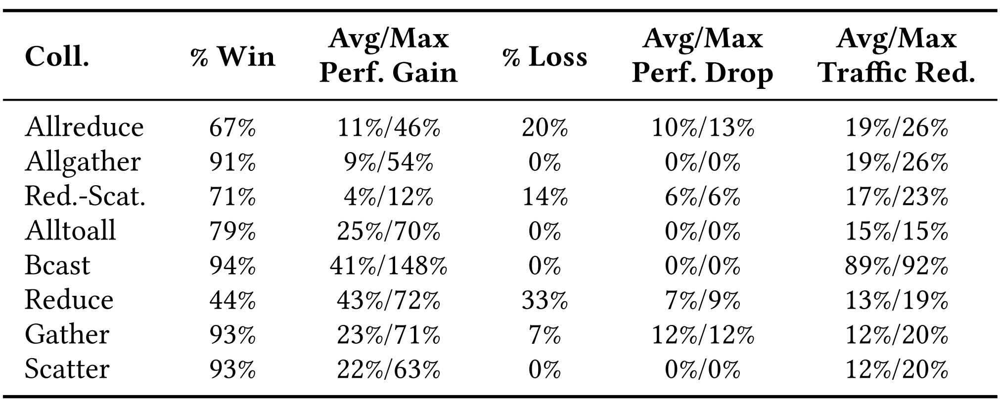 Coll. % Win Avg/Max Perf. Gain % Loss Avg/Max Perf. Drop Avg/Max Traffic Red.
Allreduce 67% 11%/46% 20% 10%/13% 19%/26%
Allgather 91% 9%/54% 0% 0%/0% 19%/26%
Red.-Scat. 71% 4%/12% 14% 6%/6% 17%/23%
Alltoall 79% 25%/70% 0% 0%/0% 15%/15%
Bcast 94% 41%/148% 0% 0%/0% 89%/92%
Reduce 44% 43%/72% 33% 7%/9% 13%/19%
Gather 93% 23%/71% 7% 12%/12% 12%/20%
Scatter 93% 22%/63% 0% 0%/0% 12%/20%